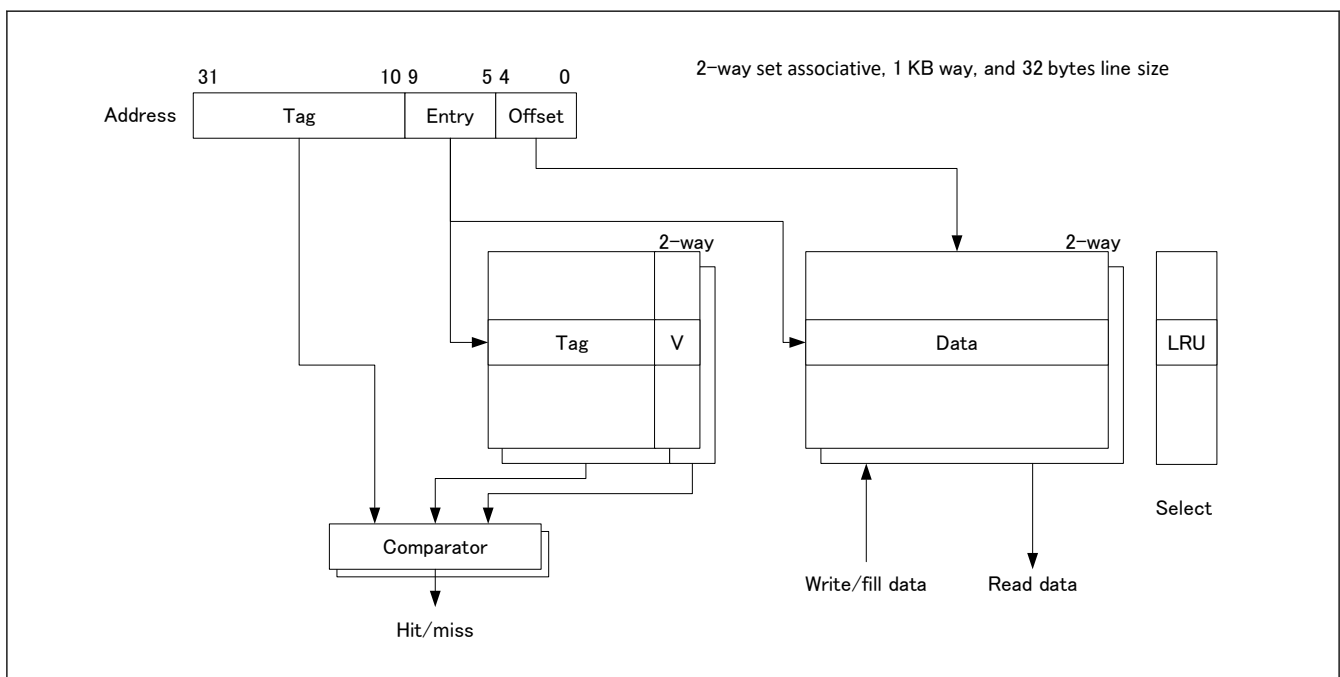 2-way set associative, 1 KB way, and 32 bytes line size
31 10 9 5 4 0
Address Tag Entry Offset
2-way 2-way
Tag V Data LRU
Select
Comparator
Write/fill data Read data
Hit/miss